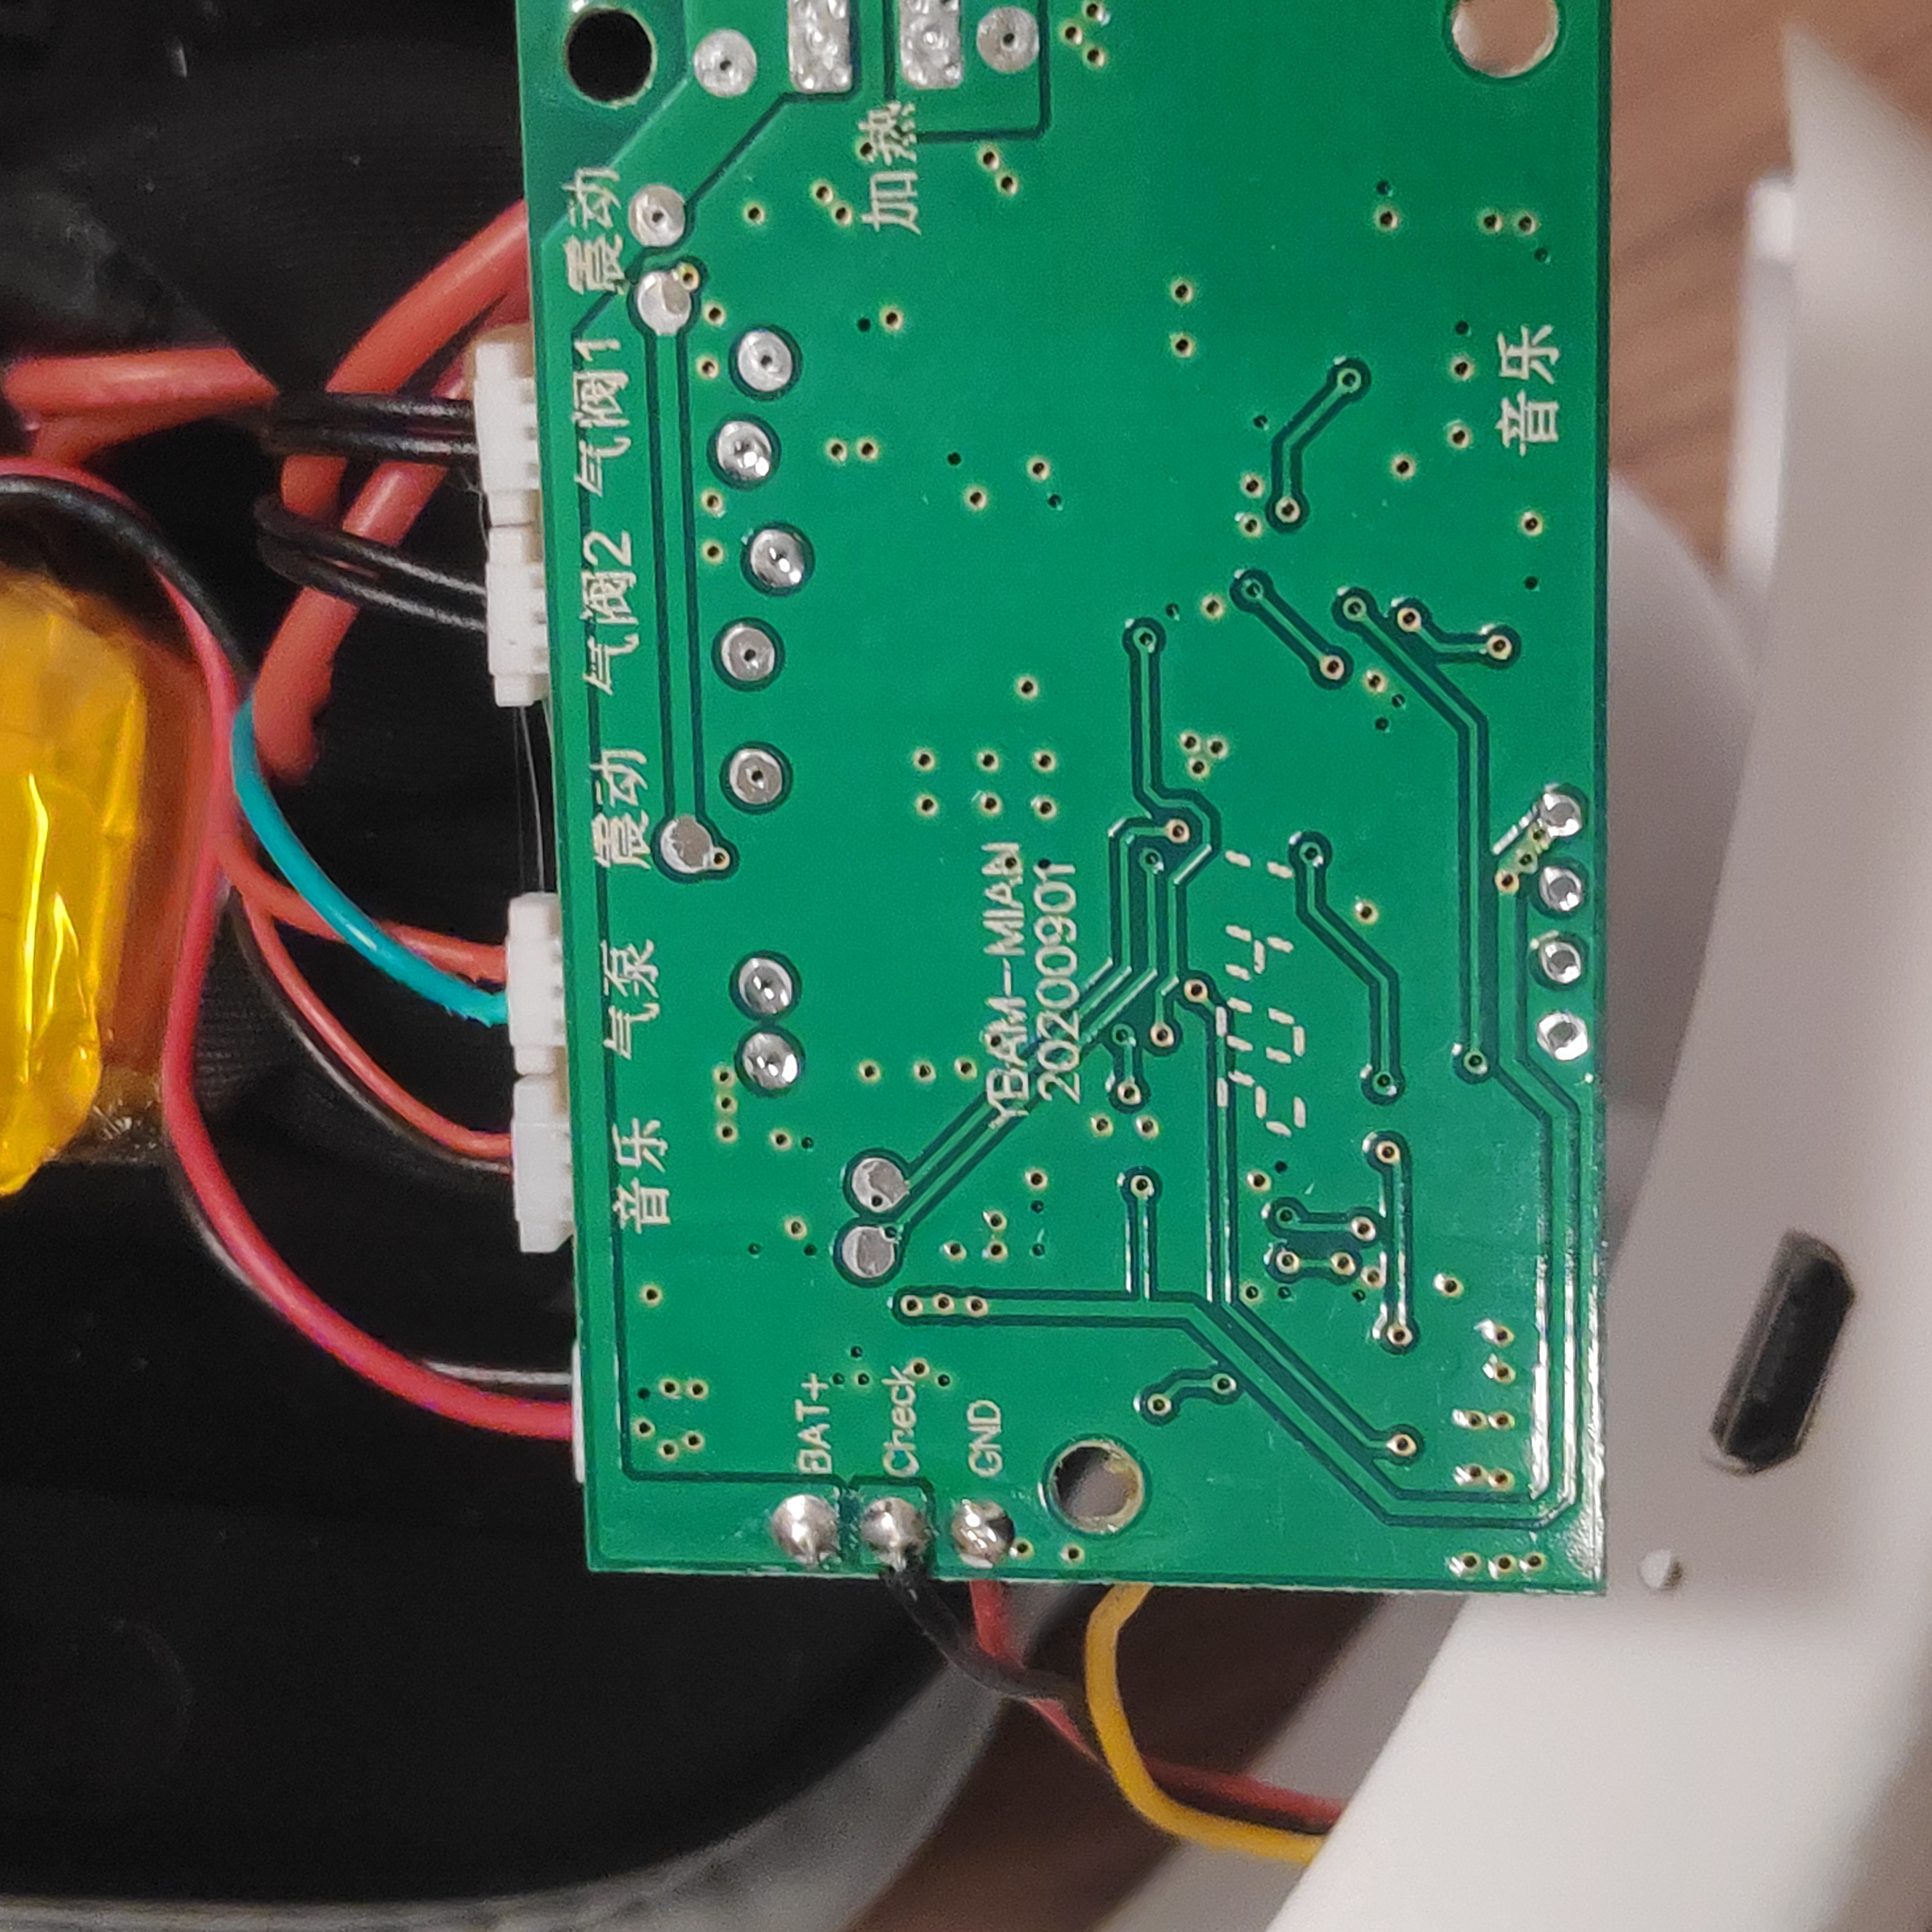 音乐 气泵 震动 气阀2 气阀1 震动
BAT+
Check
加热
GND
YBAM-MIAN
20200901
2041
音乐